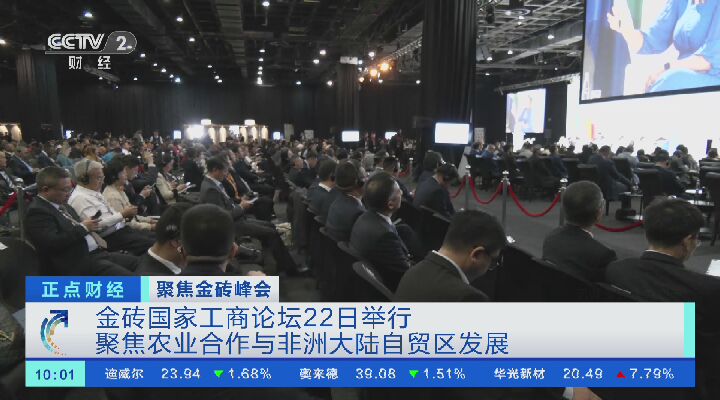 CCTV 2
财经
正点财经 聚焦金砖峰会
金砖国家工商论坛22日举行
聚焦农业合作与非洲大陆自贸区发展
10:01 迪威尔 23.94 ▼1.68% 奥来德 39.08 ▼1.51% 华光新材 20.49 ▲7.79%